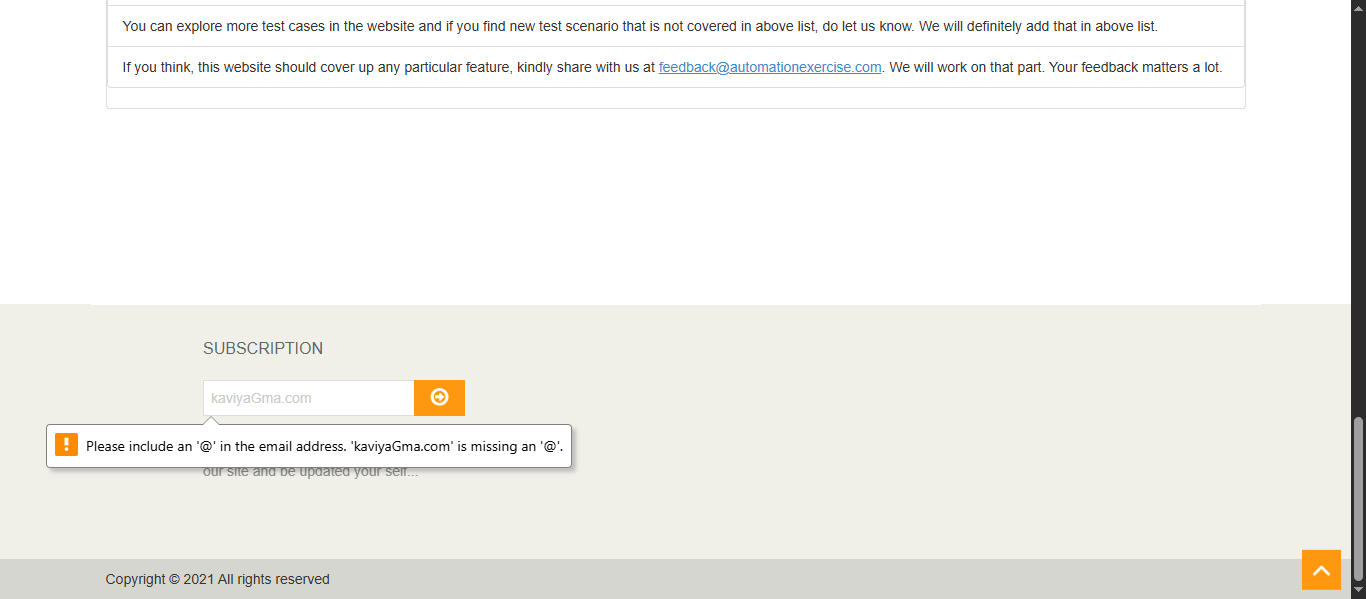 You can explore more test cases in the website and if you find new test scenario that is not covered in above list, do let us know. We will definitely add that in above list.
If you think, this website should cover up any particular feature, kindly share with us at feedback@automationexercise.com. We will work on that part. Your feedback matters a lot.
SUBSCRIPTION
kaviyaGma.com
Please include an '@' in the email address. 'kaviyaGma.com' is missing an '@'.
our site and be updated your self...
Copyright © 2021 All rights reserved